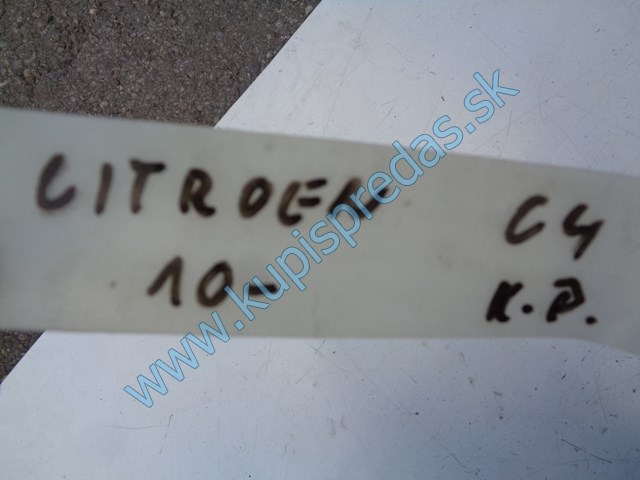 CITROEN C4
10- K.P.
www.kupispredas.sk